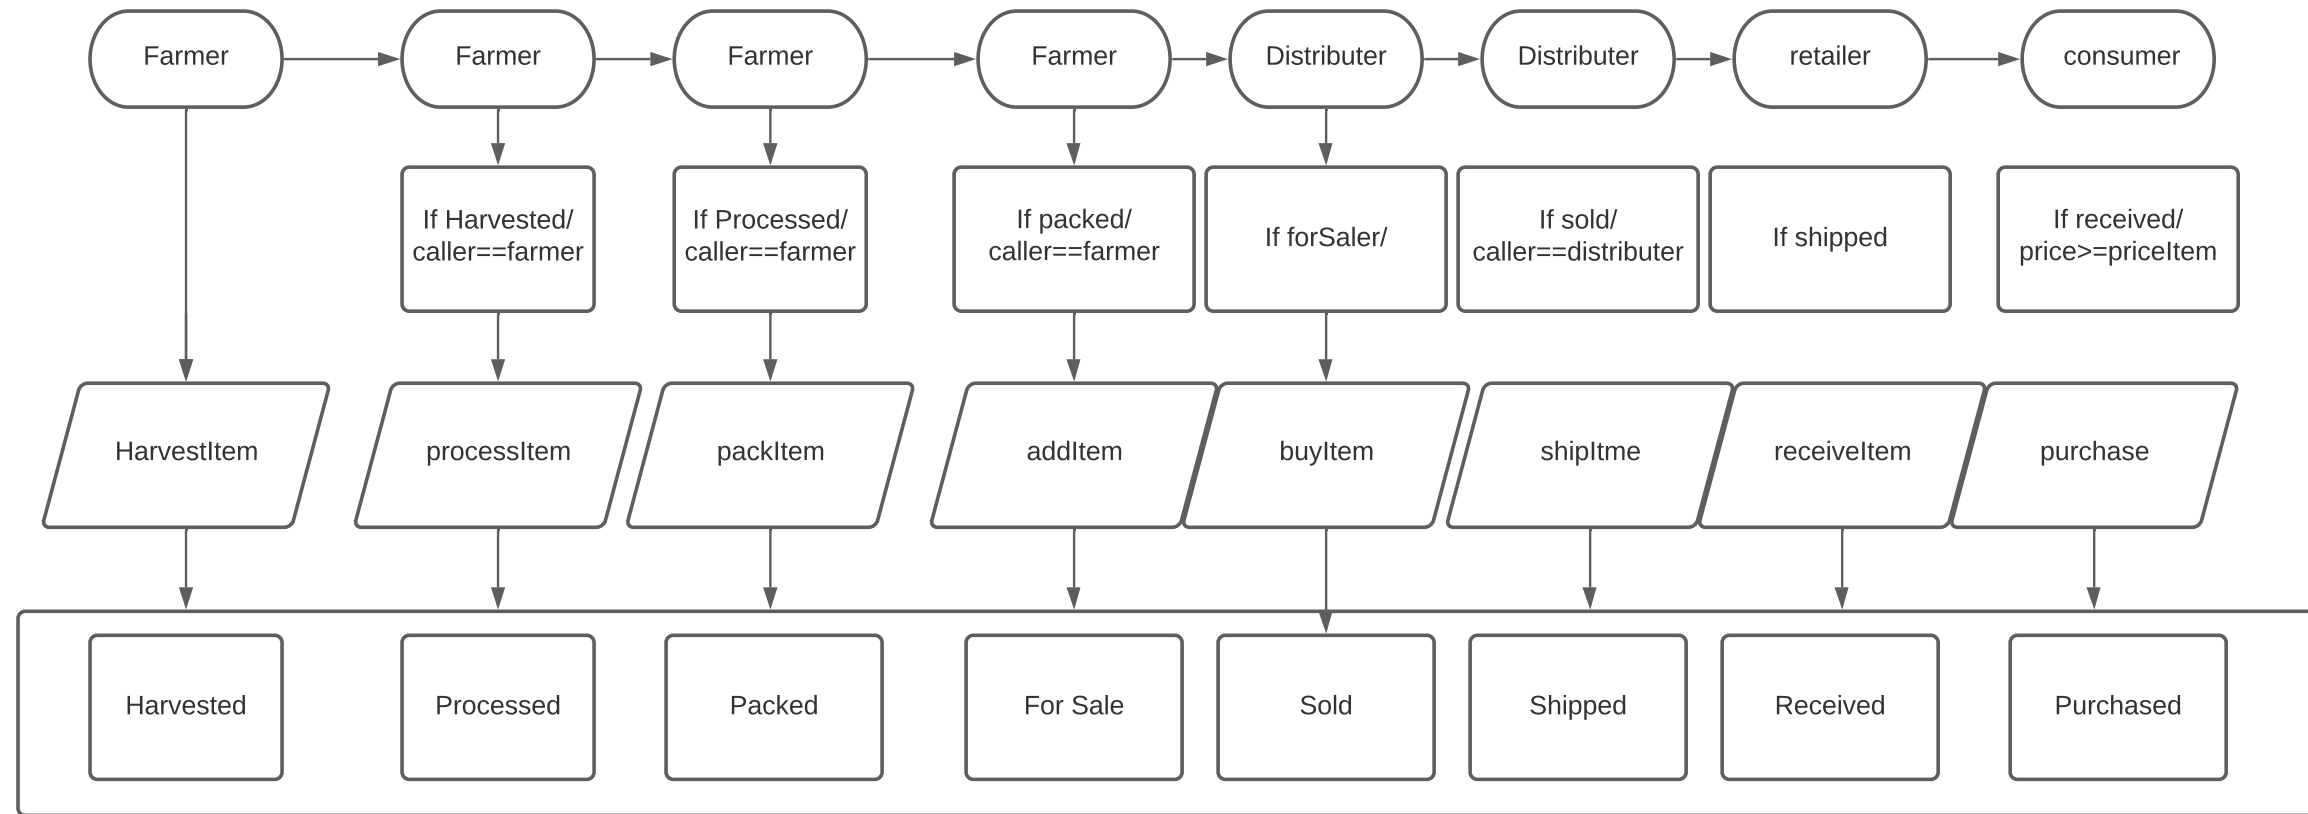 Farmer
Farmer
Farmer
Farmer
Distributer
Distributer
retailer
consumer
If Harvested/
caller==farmer
If Processed/
caller==farmer
If packed/
caller==farmer
If forSaler/
If sold/
caller==distributer
If shipped
If received/
price>=priceItem
HarvestItem
processItem
packItem
addItem
buyItem
shipItme
receiveItem
purchase
Harvested
Processed
Packed
For Sale
Sold
Shipped
Received
Purchased